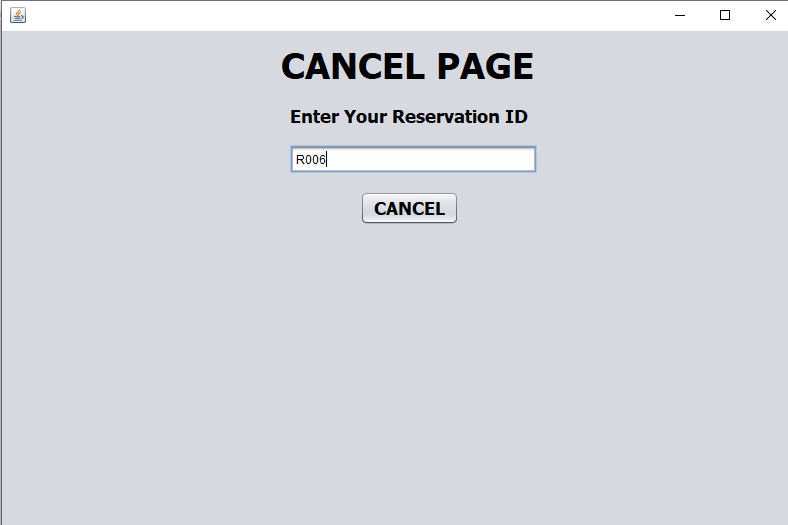 CANCEL PAGE
Enter Your Reservation ID
R006
CANCEL